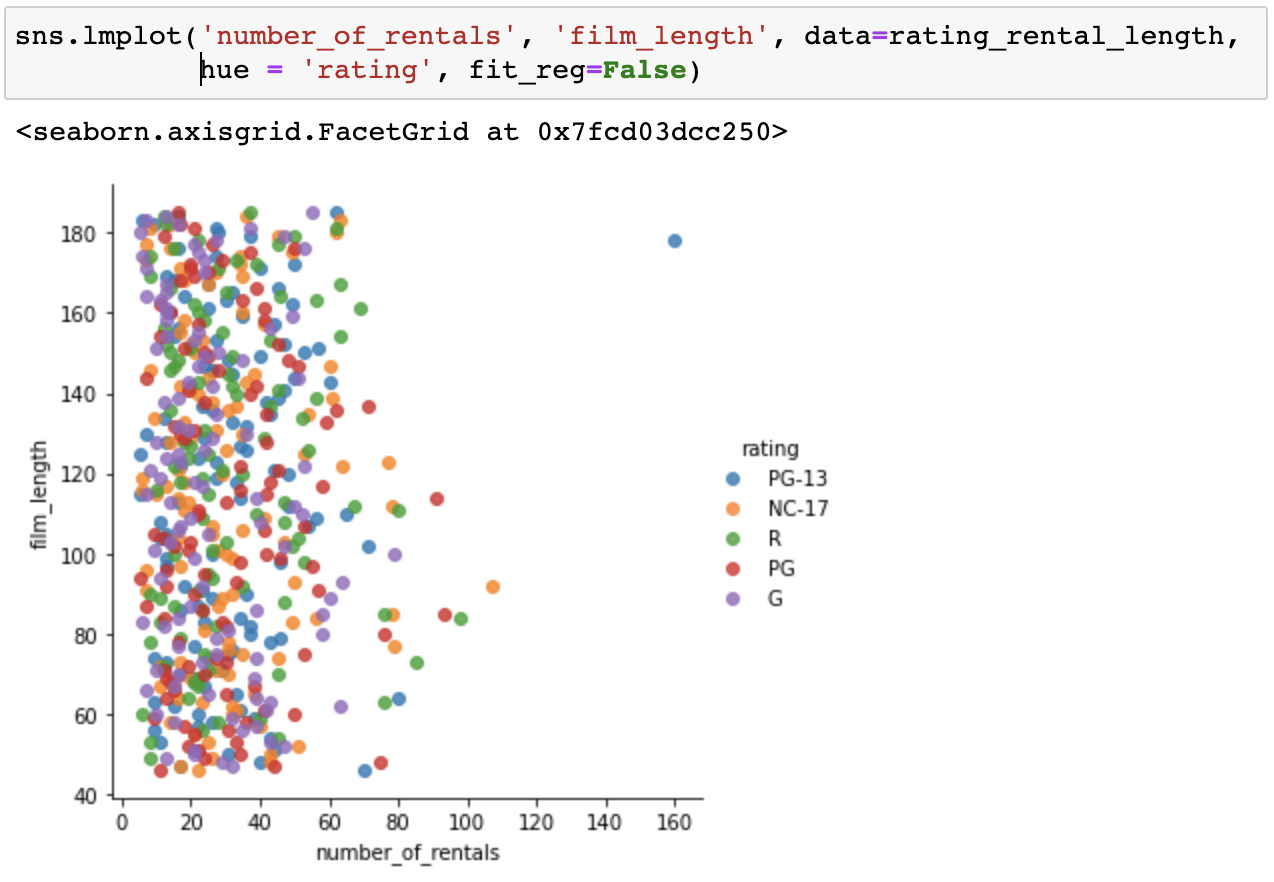 sns.lmplot('number_of_rentals', 'film_length', data=rating_rental_length,
hue = 'rating', fit_reg=False)
<seaborn.axisgrid.FacetGrid at 0x7fcd03dcc250>
180
160
140
120
100
80
60
40
film_length
0 20 40 60 80 100 120 140 160
number_of_rentals
rating
PG-13
NC-17
R
PG
G